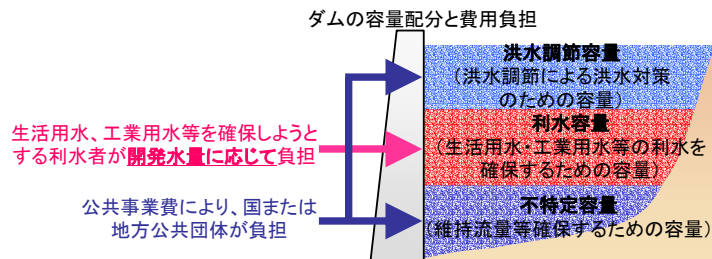 ダムの容量配分と費用負担
洪水調節容量
（洪水調節による洪水対策
のための容量）
生活用水、工業用水等を確保しようと
する利水者が開発水量に応じて負担
利水容量
（生活用水・工業用水等の利水を
確保するための容量）
公共事業費により、国または
地方公共団体が負担
不特定容量
（維持流量等確保するための容量）